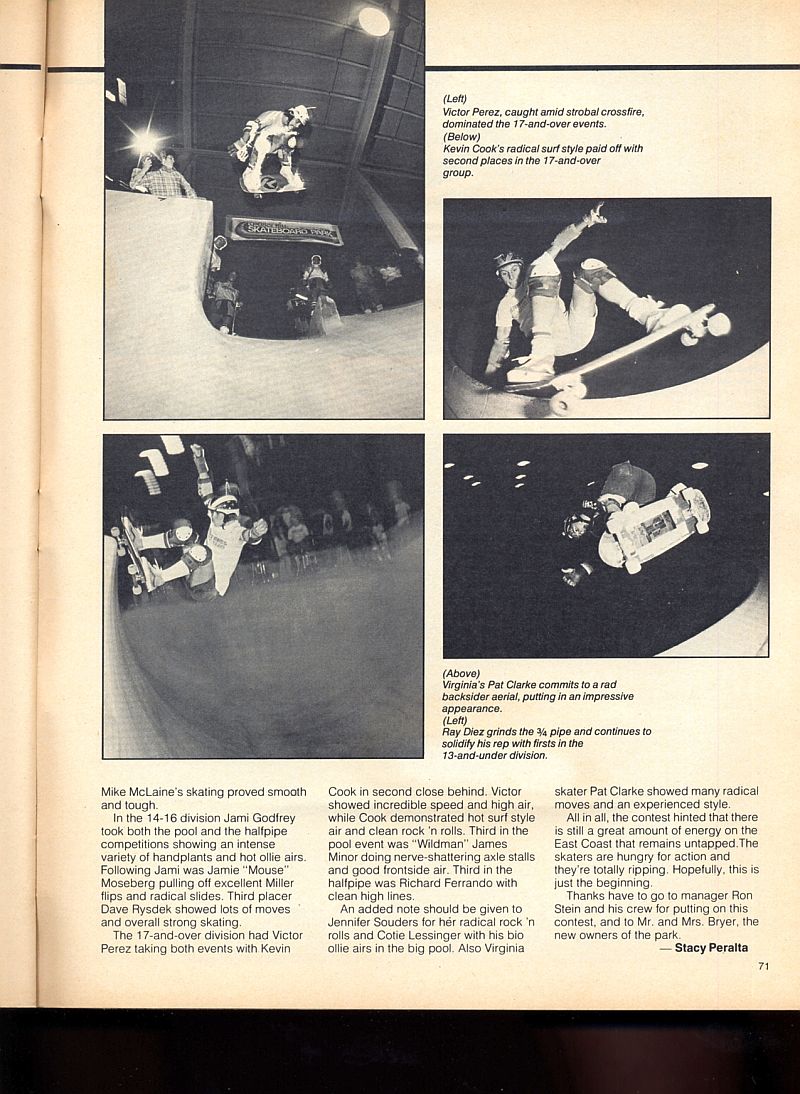 SKATEBOARD PARK
(Left)
Victor Perez, caught amid strobal crossfire,
dominated the 17-and-over events.
(Below)
Kevin Cook's radical surf style paid off with
second places in the 17-and-over
group.
(Above)
Virginia's Pat Clarke commits to a rad
backsider aerial, putting in an impressive
appearance.
(Left)
Ray Diez grinds the ¾ pipe and continues to
solidify his rep with firsts in the
13-and-under division.
Mike McLaine's skating proved smooth
and tough.
In the 14-16 division Jami Godfrey
took both the pool and the halfpipe
competitions showing an intense
variety of handplants and hot ollie airs.
Following Jami was Jamie "Mouse"
Moseberg pulling off excellent Miller
flips and radical slides. Third placer
Dave Rysdek showed lots of moves
and overall strong skating.
The 17-and-over division had Victor
Perez taking both events with Kevin
Cook in second close behind. Victor
showed incredible speed and high air,
while Cook demonstrated hot surf style
air and clean rock 'n rolls. Third in the
pool event was "Wildman" James
Minor doing nerve-shattering axle stalls
and good frontside air. Third in the
halfpipe was Richard Ferrando with
clean high lines.
An added note should be given to
Jennifer Souders for her radical rock 'n
rolls and Cotie Lessinger with his bio
ollie airs in the big pool. Also Virginia
skater Pat Clarke showed many radical
moves and an experienced style.
All in all, the contest hinted that there
is still a great amount of energy on the
East Coast that remains untapped.The
skaters are hungry for action and
they're totally ripping. Hopefully, this is
just the beginning.
Thanks have to go to manager Ron
Stein and his crew for putting on this
contest, and to Mr. and Mrs. Bryer, the
new owners of the park.
— Stacy Peralta
71